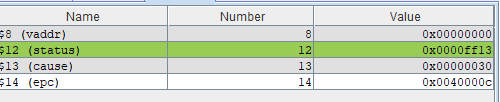 Name Number Value
$8 (vaddr) 8 0x00000000
$12 (status) 12 0x0000ff13
$13 (cause) 13 0x00000030
$14 (epc) 14 0x0040000c